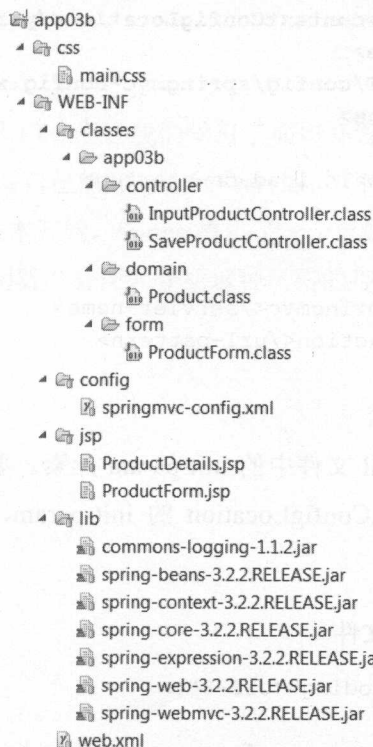 app03b
css
main.css
WEB-INF
classes
app03b
controller
InputProductController.class
SaveProductController.class
domain
Product.class
form
ProductForm.class
config
springmvc-config.xml
jsp
ProductDetails.jsp
ProductForm.jsp
lib
commons-logging-1.1.2.jar
spring-beans-3.2.2.RELEASE.jar
spring-context-3.2.2.RELEASE.jar
spring-core-3.2.2.RELEASE.jar
spring-expression-3.2.2.RELEASE.ja
spring-web-3.2.2.RELEASE.jar
spring-webmvc-3.2.2.RELEASE.jar
web.xml